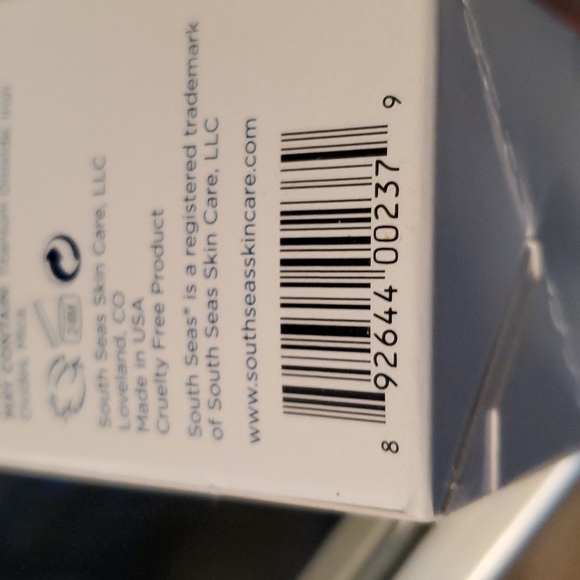 MAY CONTAIN: Titanium Dioxide, Iron
Oxides, Mica
24M
South Seas Skin Care, LLC
Loveland, CO
Made in USA
Cruelty Free Product
South Seas® is a registered trademark
of South Seas Skin Care, LLC
www.southseasskincare.com
8 92644 00237 9